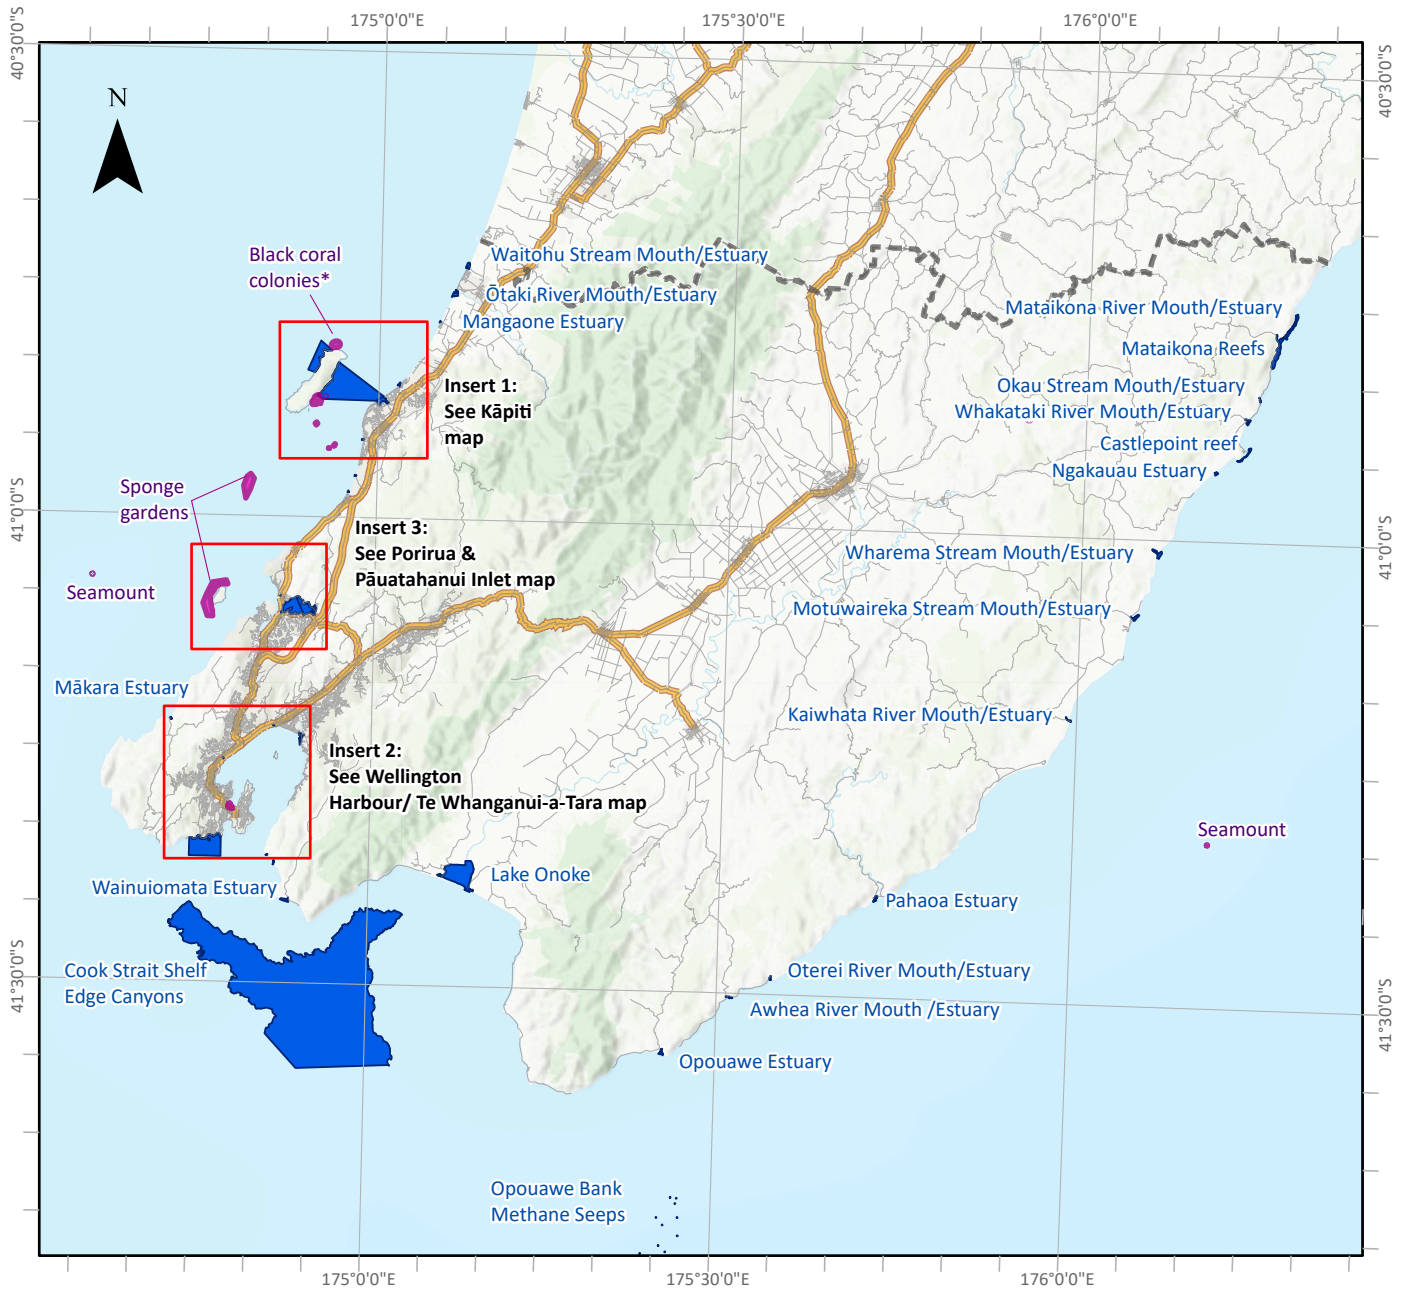 175°0'0"E
175°30'0"E
176°0'0"E
40°30'0"S
40°30'0"S
N
Black coral
colonies*
Waitohu Stream Mouth/Estuary
Ōtaki River Mouth/Estuary
Mangaone Estuary
Mataikona River Mouth/Estuary
Mataikona Reefs
Insert 1:
See Kāpiti
map
Okau Stream Mouth/Estuary
Whakataki River Mouth/Estuary
Castlepoint reef
Ngakauau Estuary
Sponge
gardens
41°0'0"S
41°0'0"S
Insert 3:
See Porirua &
Pāuatahanui Inlet map
Wharema Stream Mouth/Estuary
Seamount
Motuwaireka Stream Mouth/Estuary
Mākara Estuary
Kaiwhata River Mouth/Estuary
Insert 2:
See Wellington
Harbour/ Te Whanganui-a-Tara map
Seamount
Lake Onoke
Wainuiomata Estuary
Pahaoa Estuary
Cook Strait Shelf
Edge Canyons
Oterei River Mouth/Estuary
Awhea River Mouth /Estuary
41°30'0"S
41°30'0"S
Opouawe Estuary
Opouawe Bank
Methane Seeps
175°0'0"E
175°30'0"E
176°0'0"E